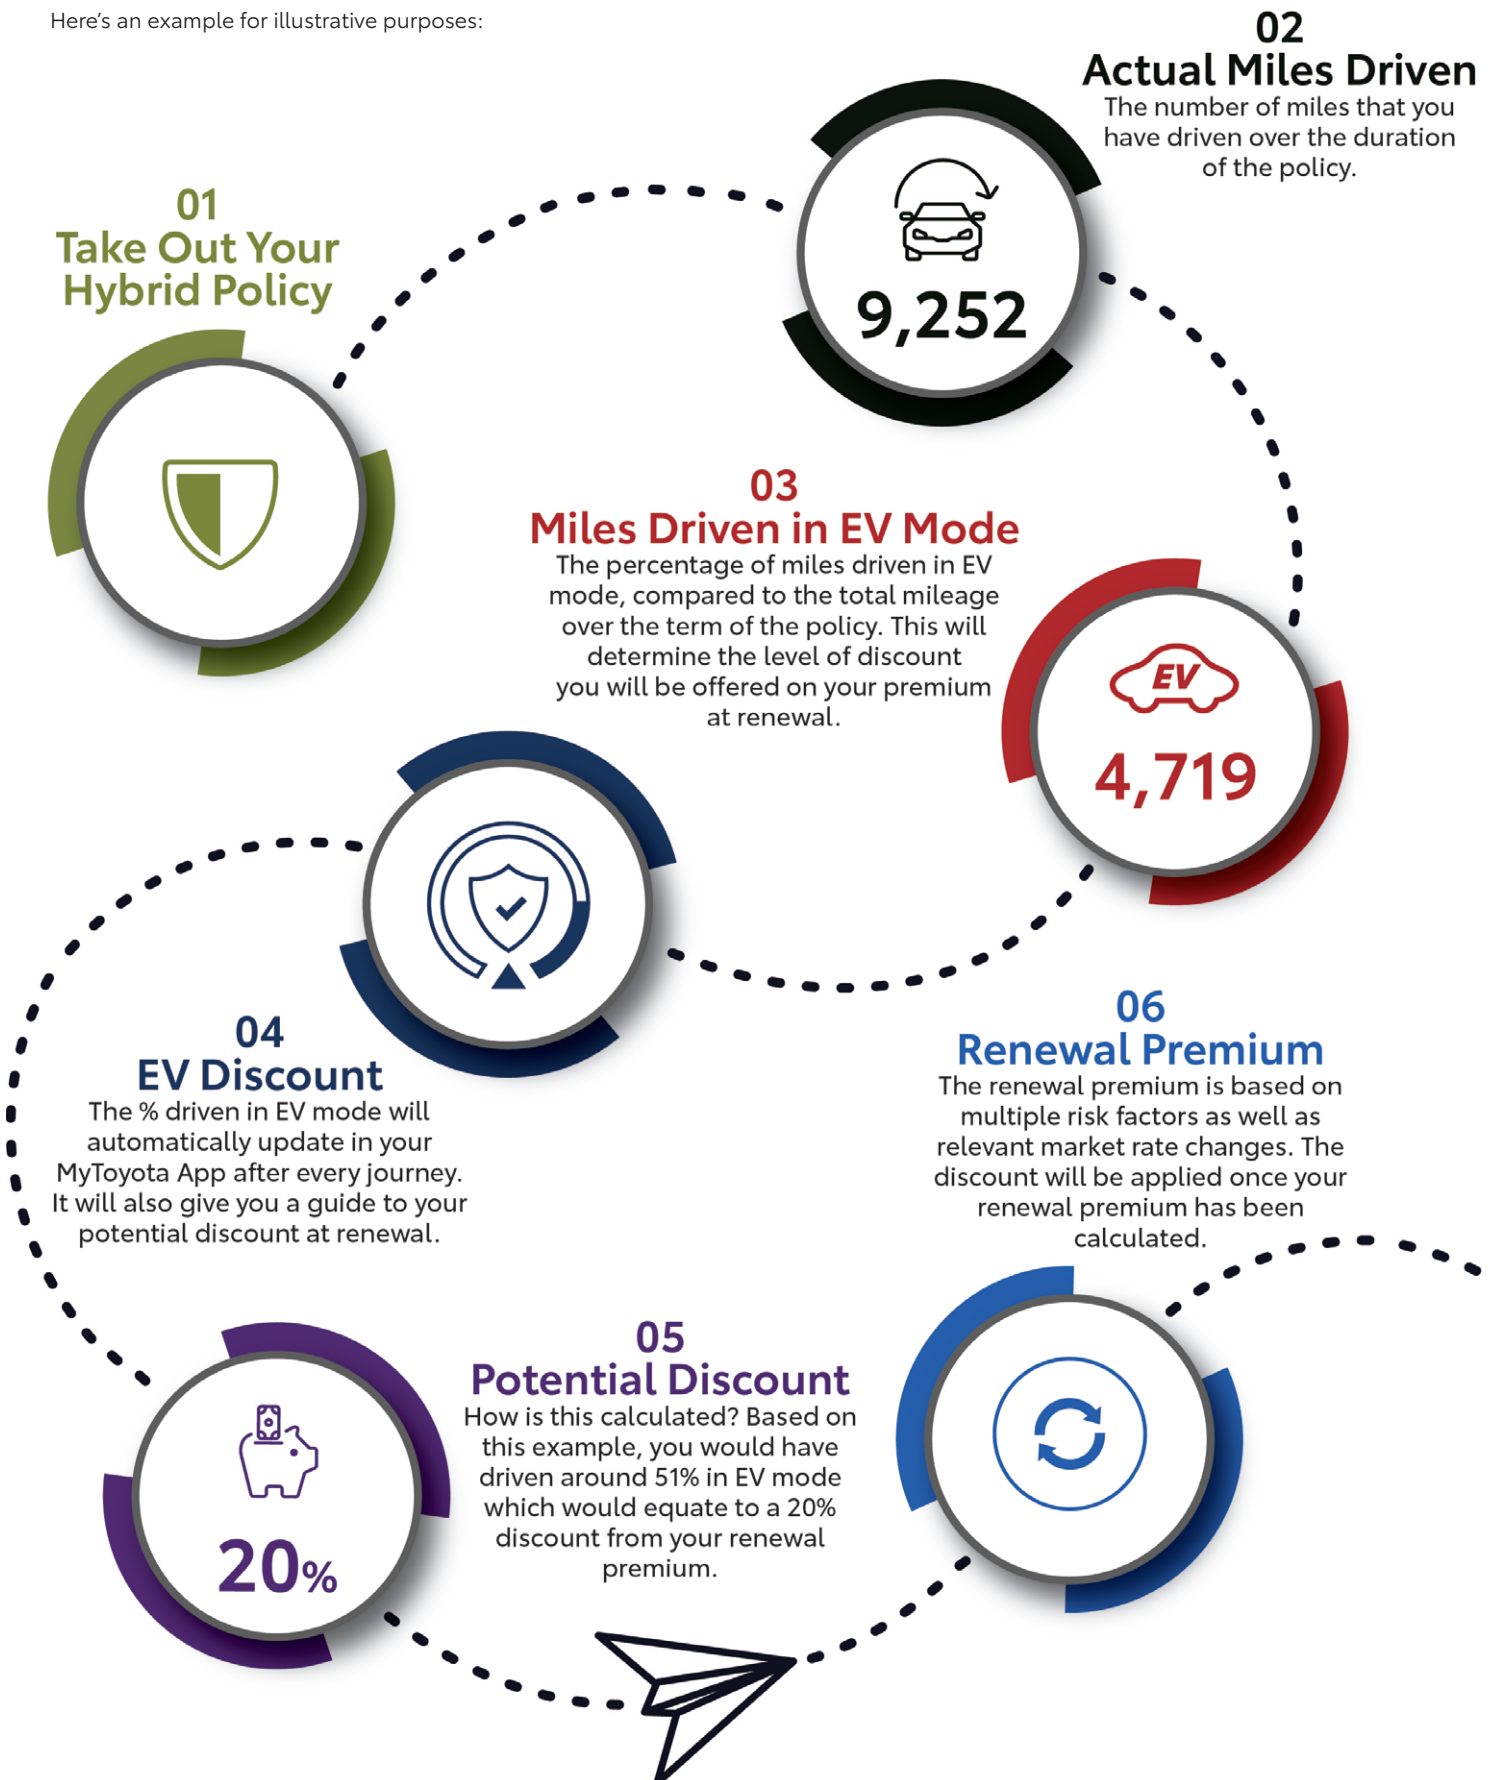 Here’s an example for illustrative purposes:
01
Take Out Your
Hybrid Policy
02
Actual Miles Driven
The number of miles that you
have driven over the duration
of the policy.
9,252
03
Miles Driven in EV Mode
The percentage of miles driven in EV
mode, compared to the total mileage
over the term of the policy. This will
determine the level of discount
you will be offered on your premium
at renewal.
EV
4,719
04
EV Discount
The % driven in EV mode will
automatically update in your
MyToyota App after every journey.
It will also give you a guide to your
potential discount at renewal.
05
Potential Discount
How is this calculated? Based on
this example, you would have
driven around 51% in EV mode
which would equate to a 20%
discount from your renewal
premium.
20%
06
Renewal Premium
The renewal premium is based on
multiple risk factors as well as
relevant market rate changes. The
discount will be applied once your
renewal premium has been
calculated.